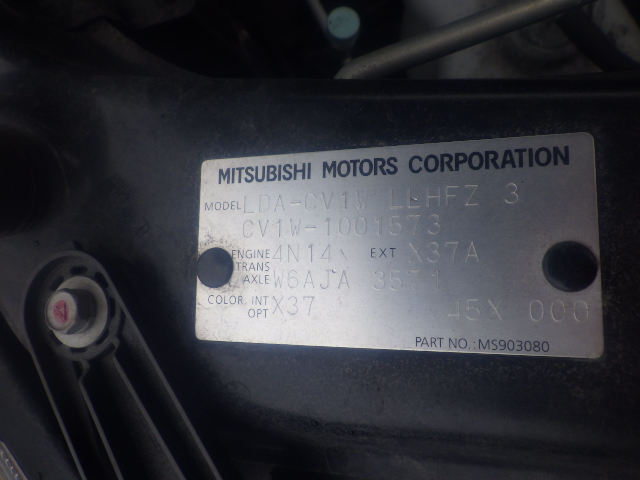 MITSUBISHI MOTORS CORPORATION
MODEL LDA-CV1W LLHFZ 3
CV1W-1001573
ENGINE 4N14 EXT X37A
TRANS
AXLE W6AJA
COLOR INT X37 45X 000
OPT
PART NO.:MS903080